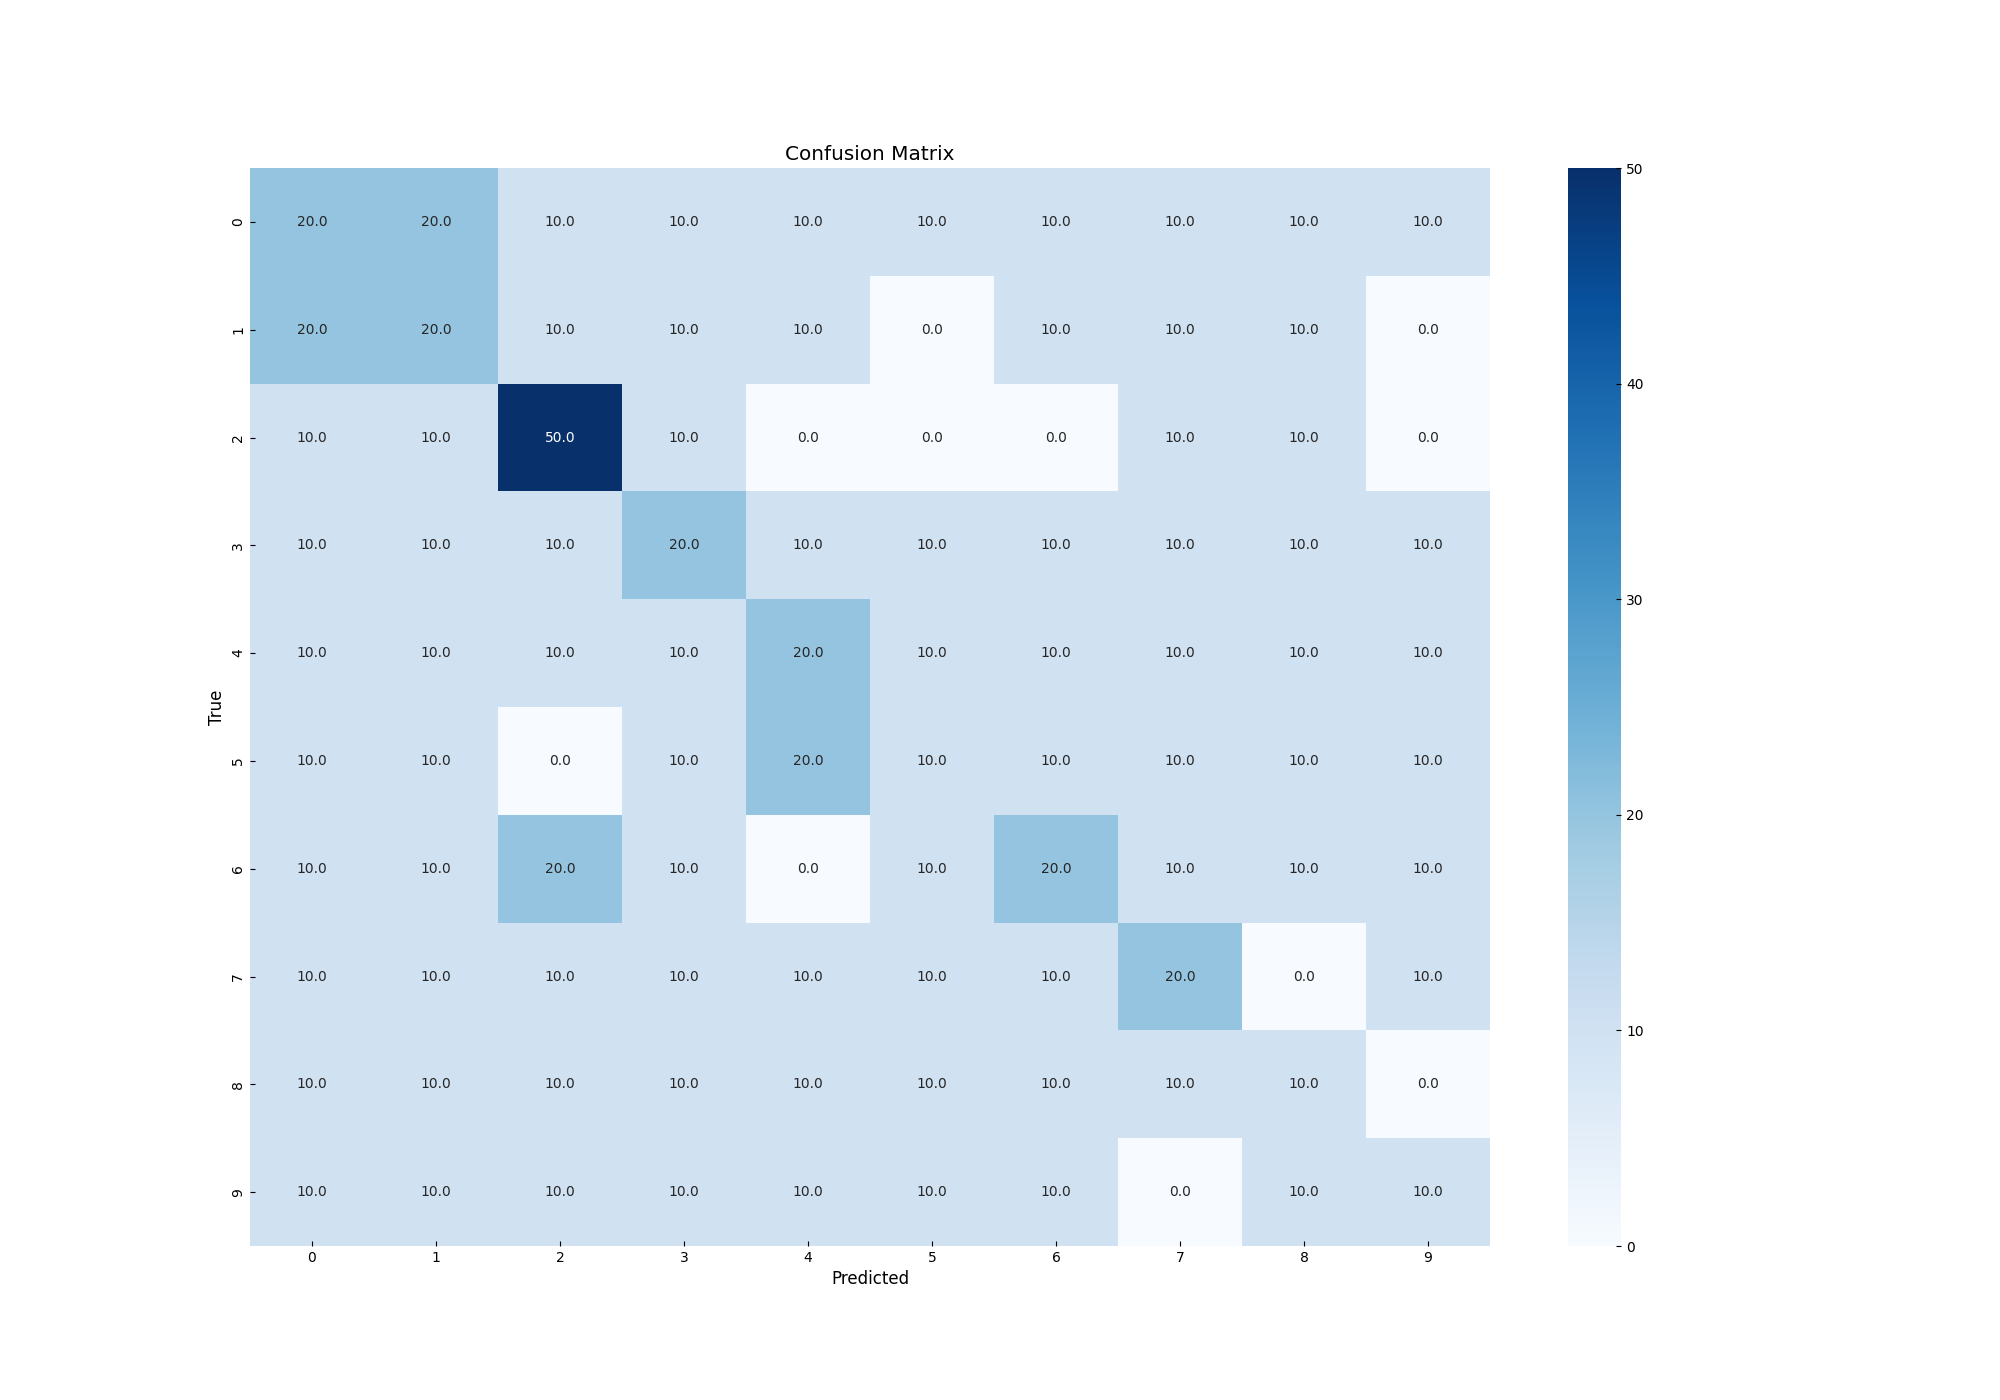 Confusion Matrix
0 20.0 20.0 10.0 10.0 10.0 10.0 10.0 10.0 10.0 10.0
1 20.0 20.0 10.0 10.0 10.0 0.0 10.0 10.0 10.0 0.0
2 10.0 10.0 50.0 10.0 0.0 0.0 0.0 10.0 10.0 0.0
3 10.0 10.0 10.0 20.0 10.0 10.0 10.0 10.0 10.0 10.0
4 10.0 10.0 10.0 10.0 20.0 10.0 10.0 10.0 10.0 10.0
True
5 10.0 10.0 0.0 10.0 20.0 10.0 10.0 10.0 10.0 10.0
6 10.0 10.0 20.0 10.0 0.0 10.0 20.0 10.0 10.0 10.0
7 10.0 10.0 10.0 10.0 10.0 10.0 10.0 20.0 0.0 10.0
8 10.0 10.0 10.0 10.0 10.0 10.0 10.0 10.0 10.0 0.0
9 10.0 10.0 10.0 10.0 10.0 10.0 10.0 0.0 10.0 10.0
0 1 2 3 4 5 6 7 8 9
Predicted
50
40
30
20
10
0